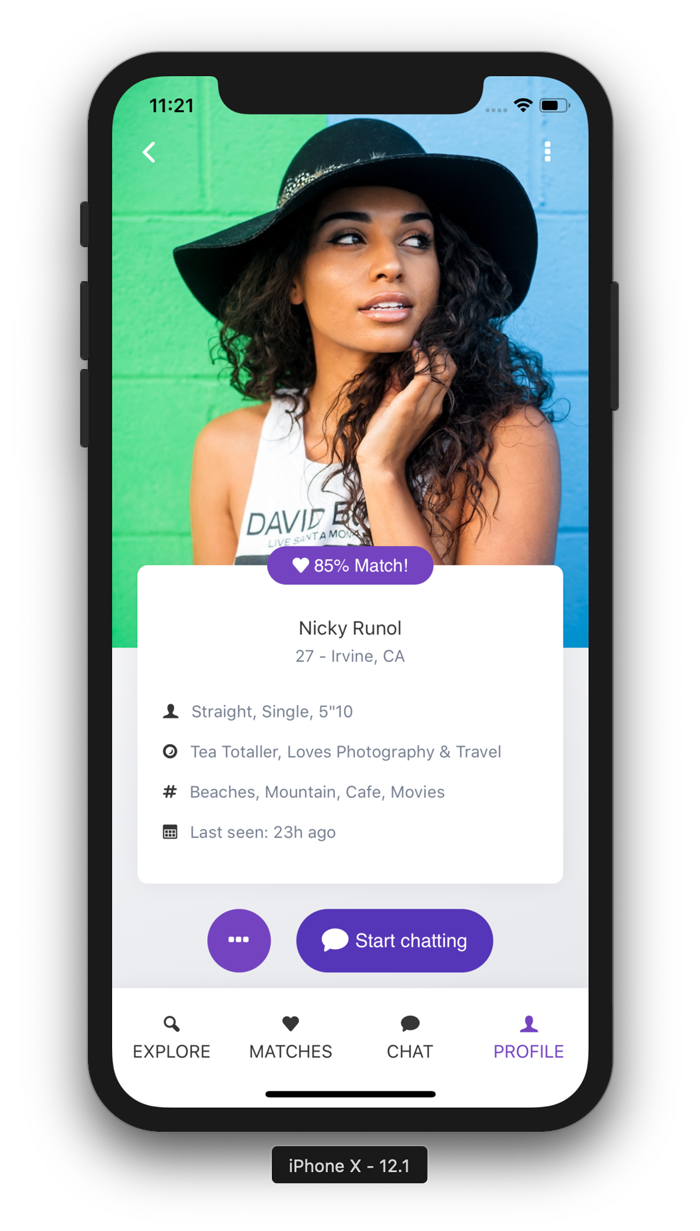 11:21
DAVID BO
LIVE SANTA MON
85% Match!
Nicky Runol
27 - Irvine, CA
Straight, Single, 5"10
Tea Totaller, Loves Photography & Travel
# Beaches, Mountain, Cafe, Movies
Last seen: 23h ago
Start chatting
EXPLORE MATCHES CHAT PROFILE
iPhone X - 12.1